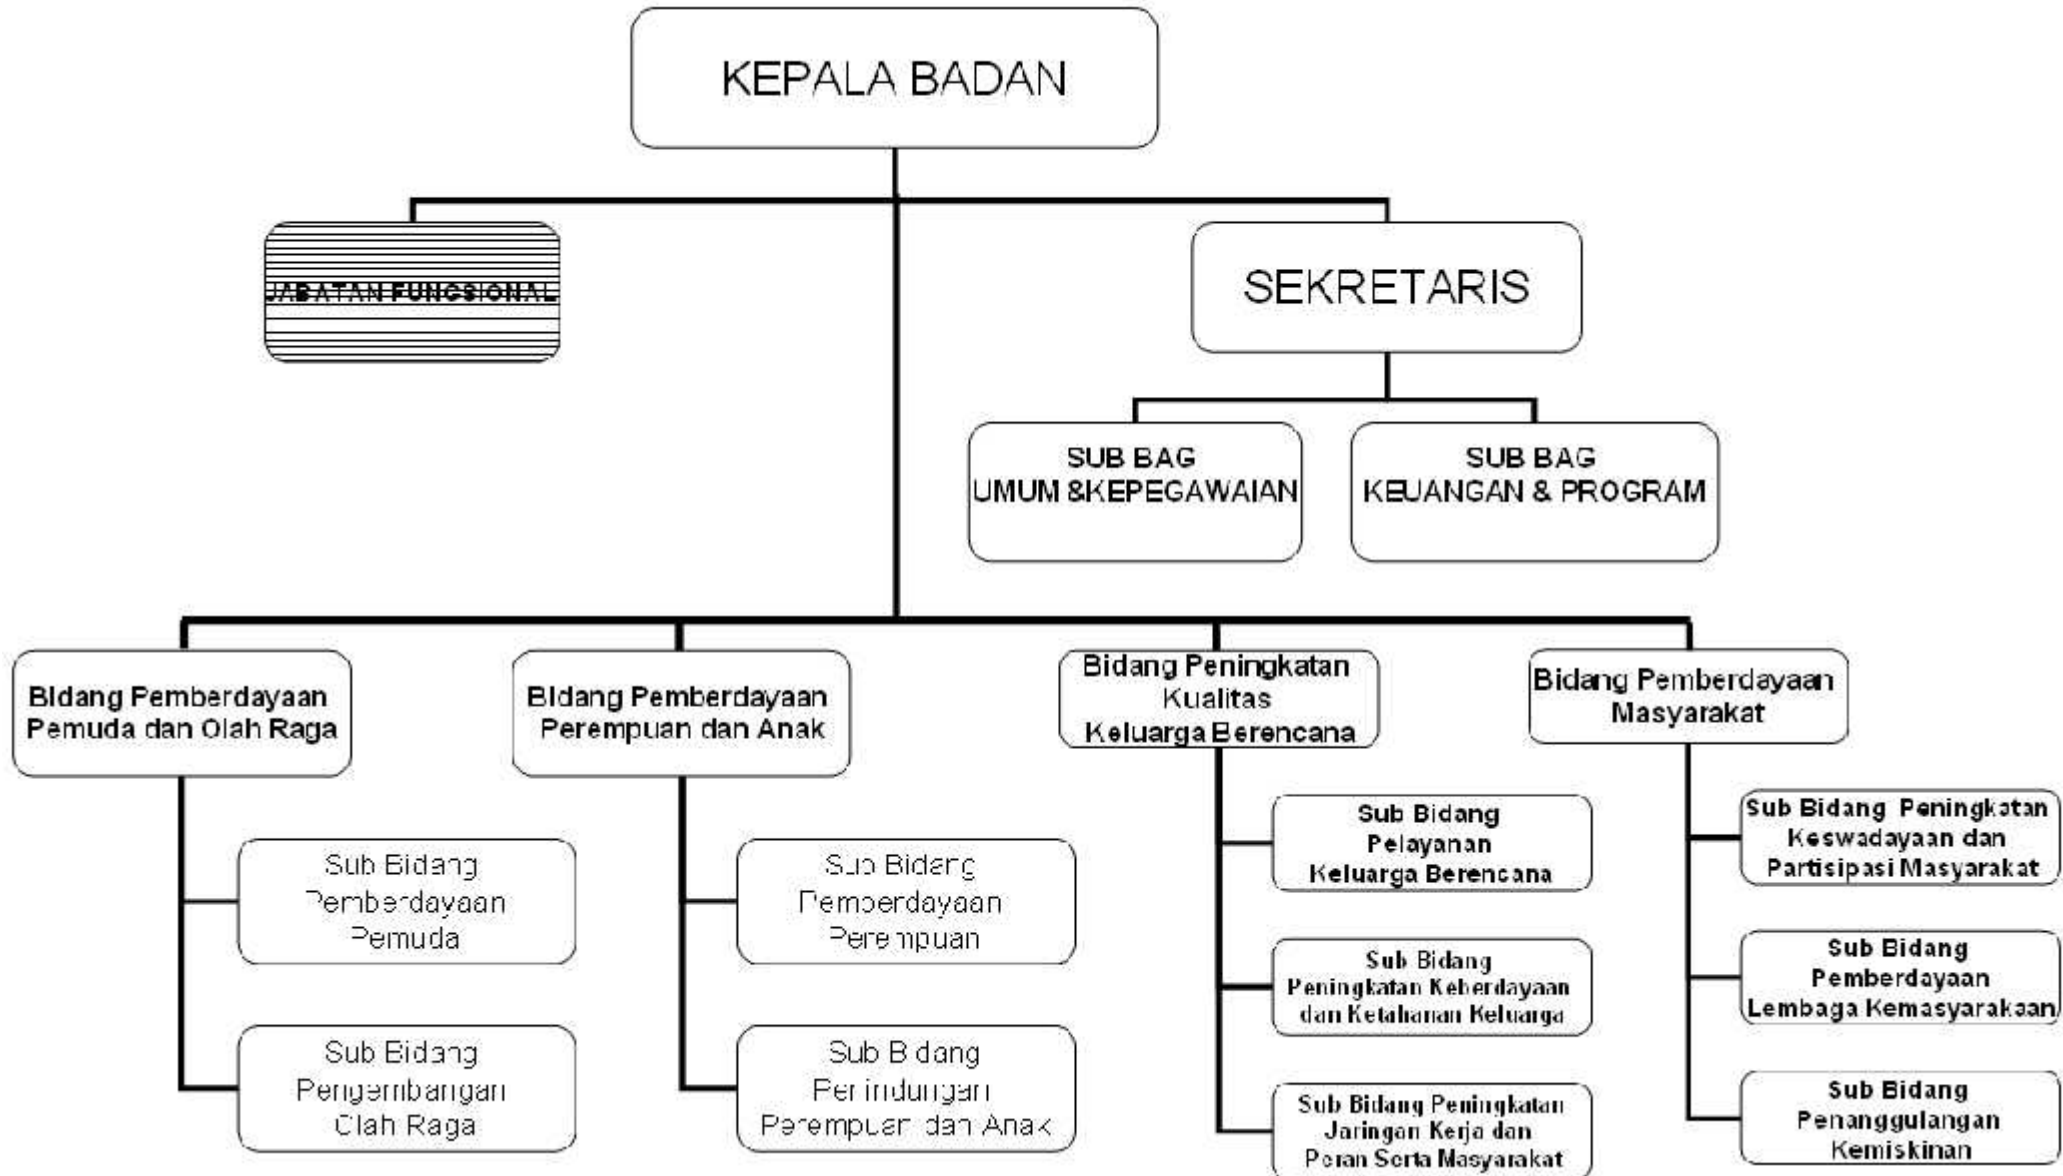 KEPALA BADAN
JABATAN FUNGSIONAL
SEKRETARIS
SUB BAG
UMUM &KEPEGAWAIAN
SUB BAG
KEUANGAN & PROGRAM
Bidang Pemberdayaan
Pemuda dan Olah Raga
Bidang Pemberdayaan
Perempuan dan Anak
Bidang Peningkatan
Kualitas
Keluarga Berencana
Bidang Pemberdayaan
Masyarakat
Sub Bidang
Pemberdayaan
Pemuda
Sub Bidang
Pengembangan
Olah Raga
Sub Bidang
Pemberdayaan
Perempuan
Sub Bidang
Perlindungan
Perempuan dan Anak
Sub Bidang
Pelayanan
Keluarga Berencana
Sub Bidang
Peningkatan Keberdayaan
dan Ketahanan Keluarga
Sub Bidang Peningkatan
Jaringan Kerja dan
Peran Serta Masyarakat
Sub Bidang Peningkatan
Keswadayaan dan
Partisipasi Masyarakat
Sub Bidang
Pemberdayaan
Lembaga Kemasyarakaan
Sub Bidang
Penanggulangan
Kemiskinan